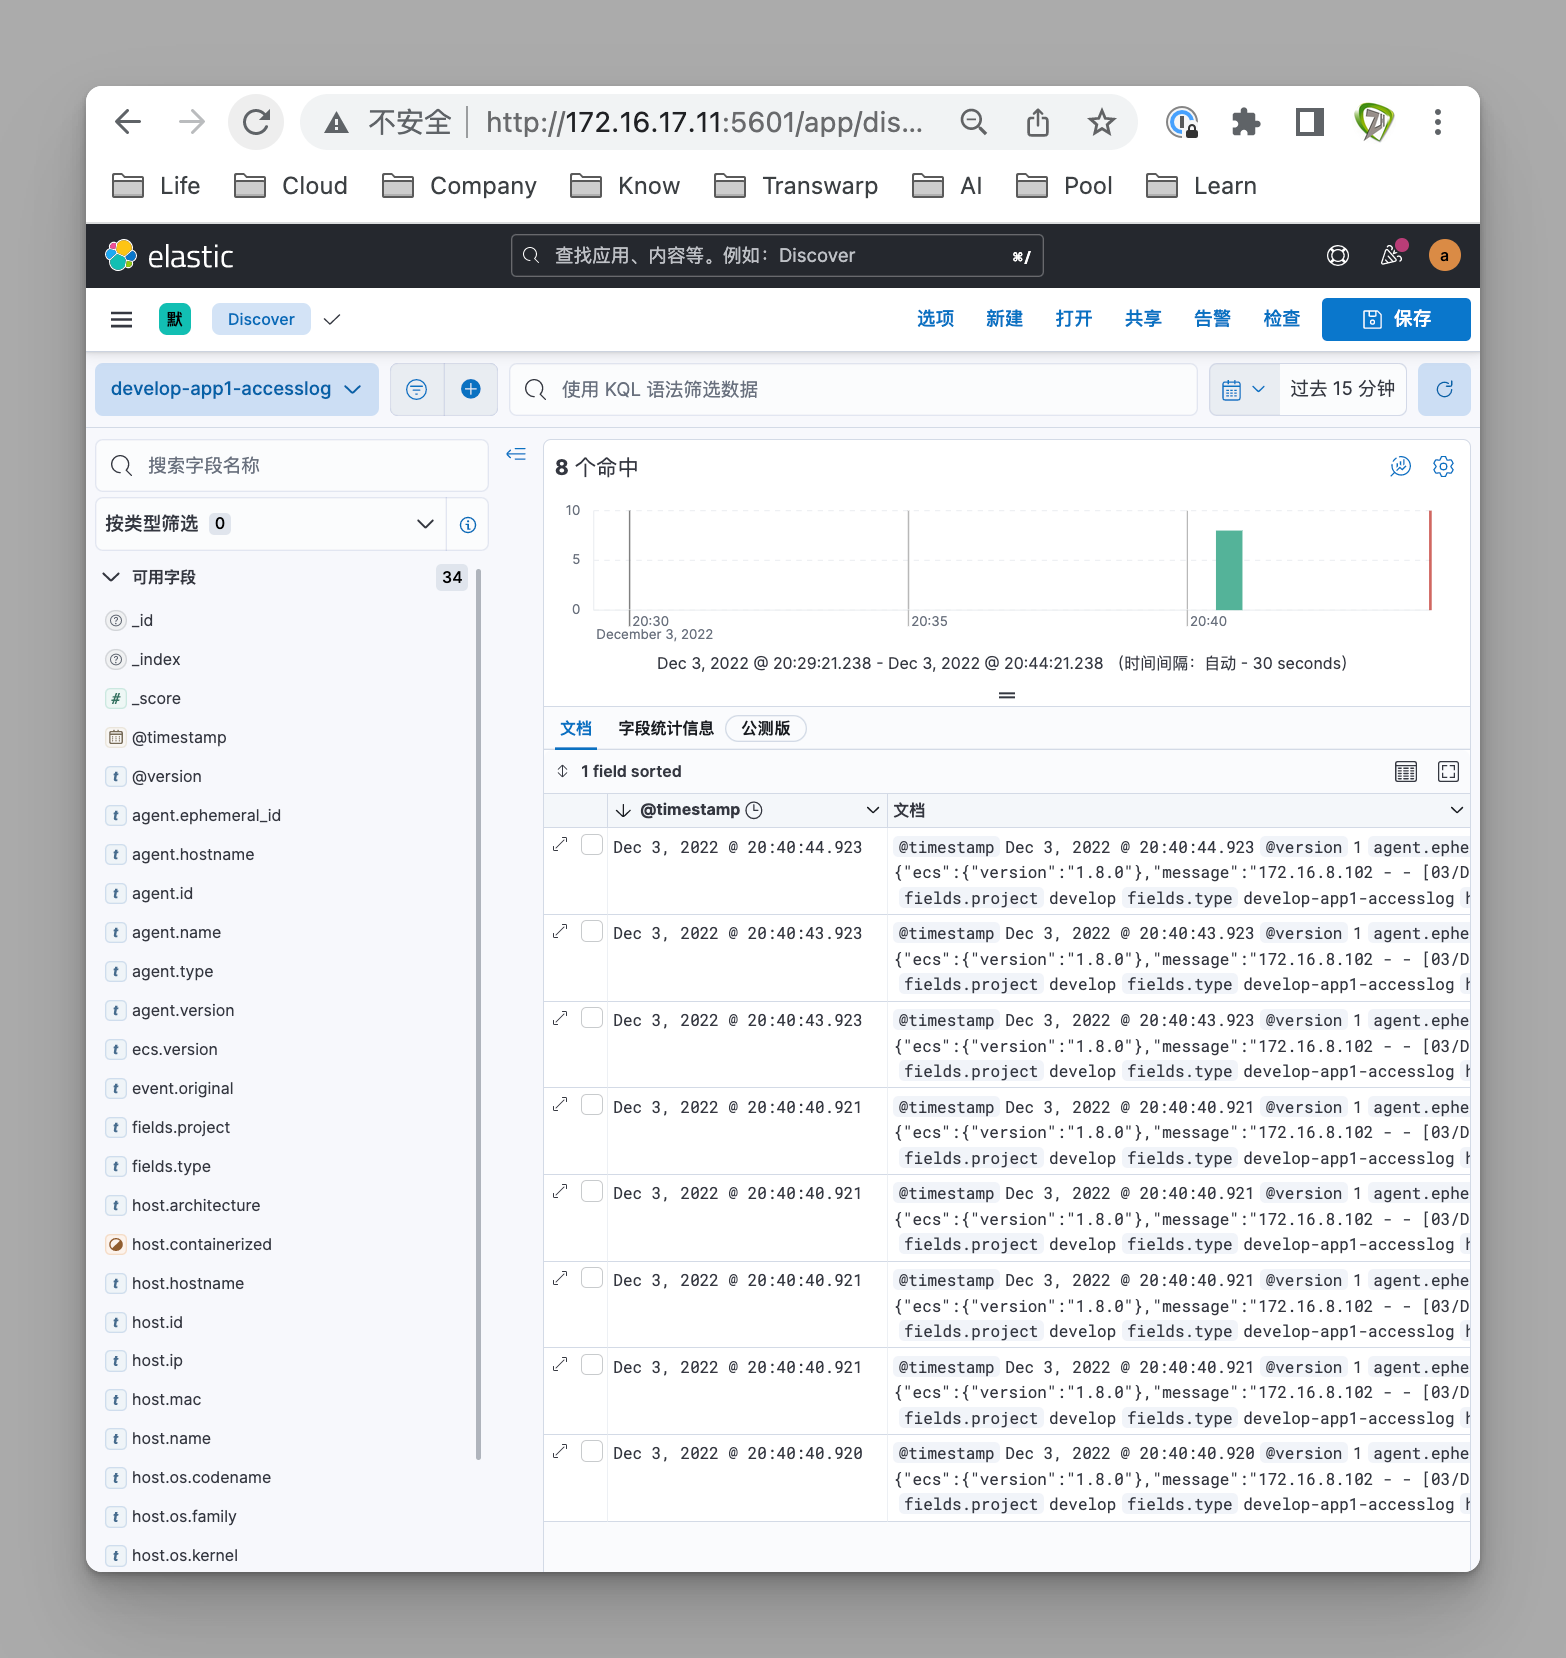 不安全 http://172.16.17.11:5601/app/dis...
Life Cloud Company Know Transwarp AI Pool Learn
elastic 查找应用、内容等。例如：Discover ⌘/ a
默 Discover 选项 新建 打开 共享 告警 检查 保存
develop-app1-accesslog 使用 KQL 语法筛选数据 过去 15 分钟
搜索字段名称
按类型筛选 0
可用字段 34
_id
_index
# _score
@timestamp
t @version
t agent.ephemeral_id
t agent.hostname
t agent.id
t agent.name
t agent.type
t agent.version
t ecs.version
t event.original
t fields.project
t fields.type
t host.architecture
host.containerized
t host.hostname
t host.id
t host.ip
t host.mac
t host.name
t host.os.codename
t host.os.family
t host.os.kernel
8 个命中
10
5
0
20:30 20:35 20:40
December 3, 2022
Dec 3, 2022 @ 20:29:21.238 - Dec 3, 2022 @ 20:44:21.238 （时间间隔：自动 - 30 seconds）
文档 字段统计信息 公测版
1 field sorted
@timestamp 文档
Dec 3, 2022 @ 20:40:44.923 @timestamp Dec 3, 2022 @ 20:40:44.923 @version 1 agent.ephe
{"ecs":{"version":"1.8.0"},"message":"172.16.8.102 - - [03/D
fields.project develop fields.type develop-app1-accesslog h
Dec 3, 2022 @ 20:40:43.923 @timestamp Dec 3, 2022 @ 20:40:43.923 @version 1 agent.ephe
{"ecs":{"version":"1.8.0"},"message":"172.16.8.102 - - [03/D
fields.project develop fields.type develop-app1-accesslog h
Dec 3, 2022 @ 20:40:43.923 @timestamp Dec 3, 2022 @ 20:40:43.923 @version 1 agent.ephe
{"ecs":{"version":"1.8.0"},"message":"172.16.8.102 - - [03/D
fields.project develop fields.type develop-app1-accesslog h
Dec 3, 2022 @ 20:40:40.921 @timestamp Dec 3, 2022 @ 20:40:40.921 @version 1 agent.ephe
{"ecs":{"version":"1.8.0"},"message":"172.16.8.102 - - [03/D
fields.project develop fields.type develop-app1-accesslog h
Dec 3, 2022 @ 20:40:40.921 @timestamp Dec 3, 2022 @ 20:40:40.921 @version 1 agent.ephe
{"ecs":{"version":"1.8.0"},"message":"172.16.8.102 - - [03/D
fields.project develop fields.type develop-app1-accesslog h
Dec 3, 2022 @ 20:40:40.921 @timestamp Dec 3, 2022 @ 20:40:40.921 @version 1 agent.ephe
{"ecs":{"version":"1.8.0"},"message":"172.16.8.102 - - [03/D
fields.project develop fields.type develop-app1-accesslog h
Dec 3, 2022 @ 20:40:40.921 @timestamp Dec 3, 2022 @ 20:40:40.921 @version 1 agent.ephe
{"ecs":{"version":"1.8.0"},"message":"172.16.8.102 - - [03/D
fields.project develop fields.type develop-app1-accesslog h
Dec 3, 2022 @ 20:40:40.920 @timestamp Dec 3, 2022 @ 20:40:40.920 @version 1 agent.ephe
{"ecs":{"version":"1.8.0"},"message":"172.16.8.102 - - [03/D
fields.project develop fields.type develop-app1-accesslog h